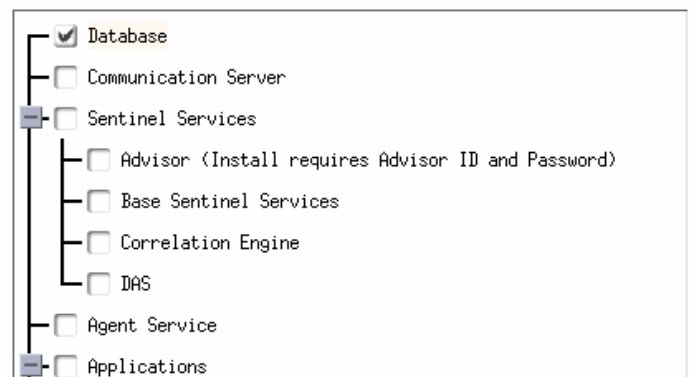 Database
Communication Server
Sentinel Services
Advisor (Install requires Advisor ID and Password)
Base Sentinel Services
Correlation Engine
DAS
Agent Service
Applications